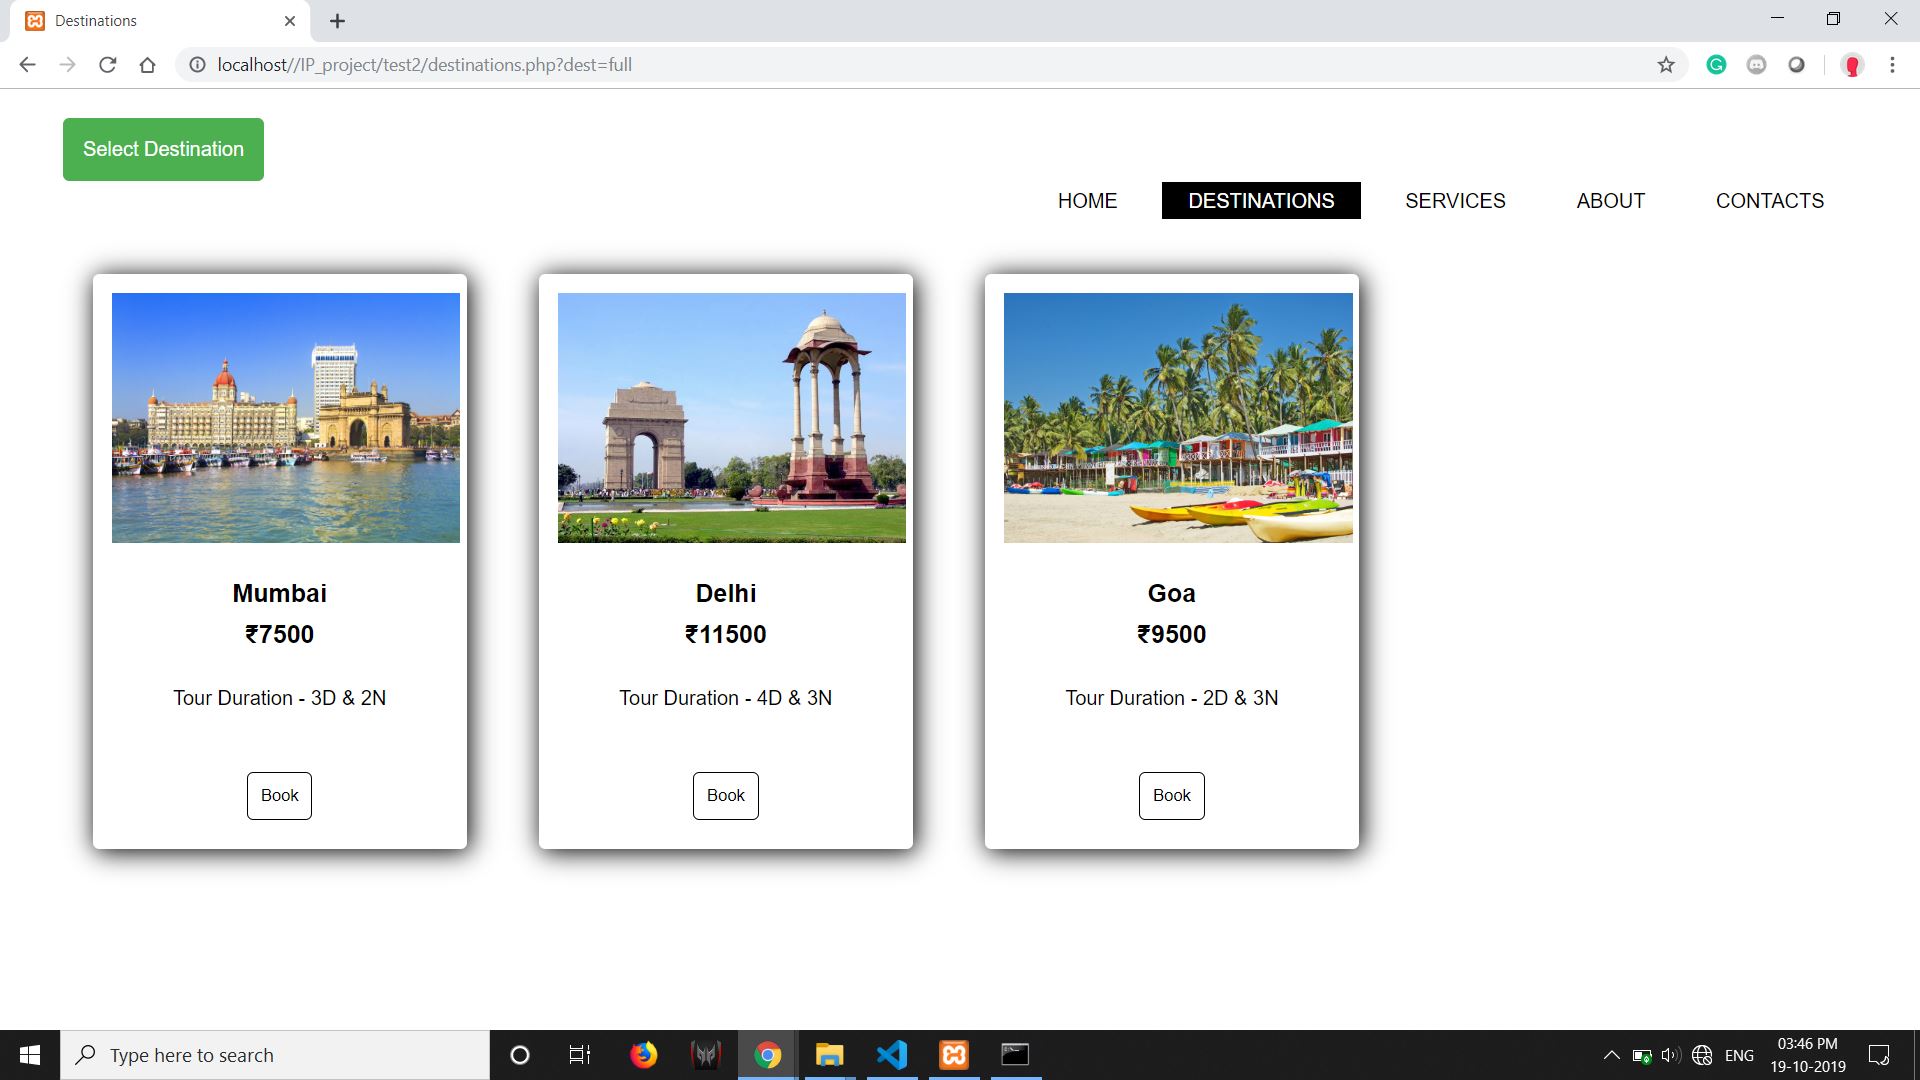 Destinations
localhost//IP_project/test2/destinations.php?dest=full
Select Destination
HOME DESTINATIONS SERVICES ABOUT CONTACTS
Mumbai
₹7500
Tour Duration - 3D & 2N
Book
Delhi
₹11500
Tour Duration - 4D & 3N
Book
Goa
₹9500
Tour Duration - 2D & 3N
Book
Type here to search
ENG
03:46 PM
19-10-2019